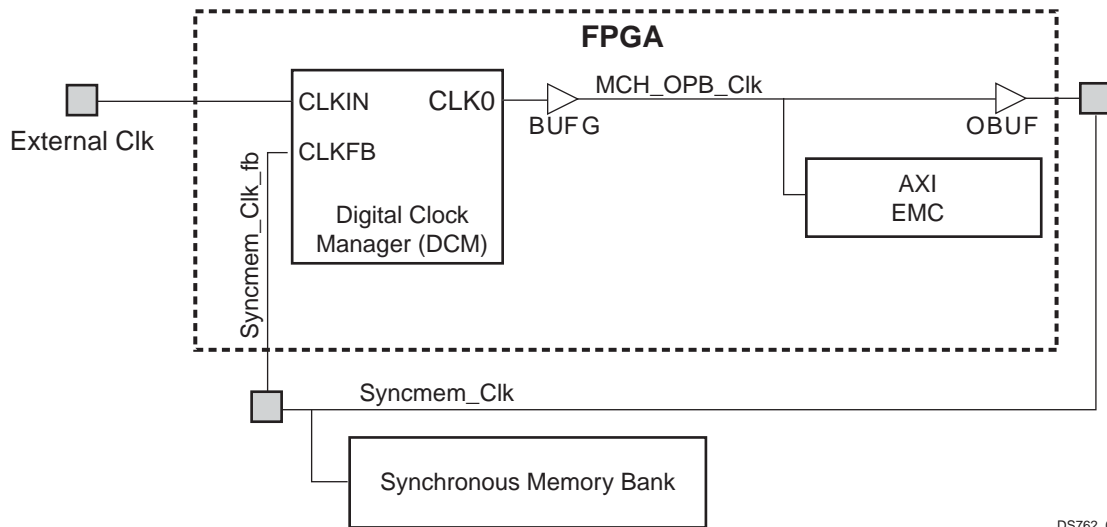 FPGA
CLKIN
CLK0
MCH_OPB_Clk
BUFG
OBUF
External Clk
CLKFB
Syncmem_Clk_fb
Digital Clock
Manager (DCM)
AXI
EMC
Syncmem_Clk
Synchronous Memory Bank